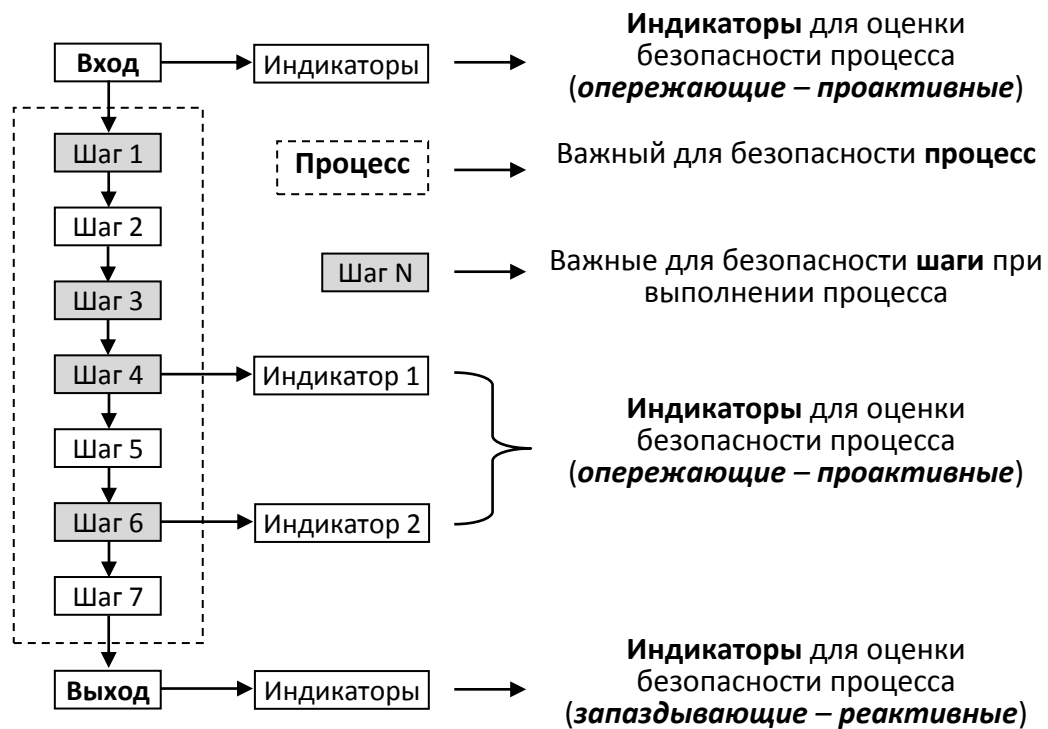 Вход
Индикаторы
Индикаторы для оценки
безопасности процесса
(опережающие – проактивные)
Шаг 1
Процесс
Важный для безопасности процесс
Шаг 2
Шаг N
Важные для безопасности шаги при
выполнении процесса
Шаг 3
Шаг 4
Индикатор 1
Индикаторы для оценки
безопасности процесса
(опережающие – проактивные)
Шаг 5
Шаг 6
Индикатор 2
Шаг 7
Выход
Индикаторы
Индикаторы для оценки
безопасности процесса
(запаздывающие – реактивные)